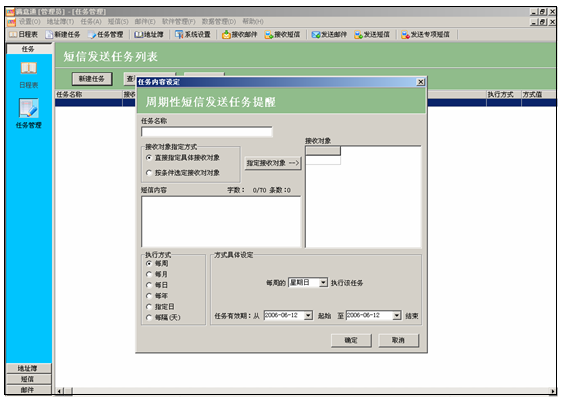 [管理员] - [任务管理]
设置(O) 地址簿(T) 任务(A) 短信(S) 邮件(E) 软件管理(P) 数据管理(D) 帮助(H)
日程表 新建任务 任务管理 地址簿 系统设置 接收邮件 接收短信 发送邮件 发送短信 发送专项短信
任务
日程表
任务管理
地址簿
短信
邮件
短信发送任务列表
新建任务
任务名称
执行方式 方式值
任务内容设定
周期性短信发送任务提醒
任务名称
接收对象指定方式
直接指定具体接收对象
按条件选定接收对对象
指定接收对象 -->
接收对象
短信内容 字数: 0/70 条数:0
执行方式
每周
每月
每日
每年
指定日
每隔(天)
方式具体设定
每周的 星期日 执行该任务
任务有效期:从 2006-06-12 起始 至 2006-06-12 结束
确定 取消